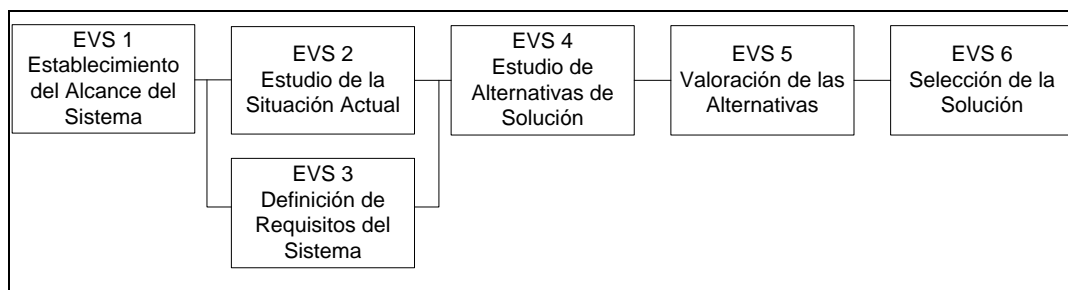 EVS 1
Establecimiento
del Alcance del
Sistema
EVS 2
Estudio de la
Situación Actual
EVS 3
Definición de
Requisitos del
Sistema
EVS 4
Estudio de
Alternativas de
Solución
EVS 5
Valoración de las
Alternativas
EVS 6
Selección de la
Solución